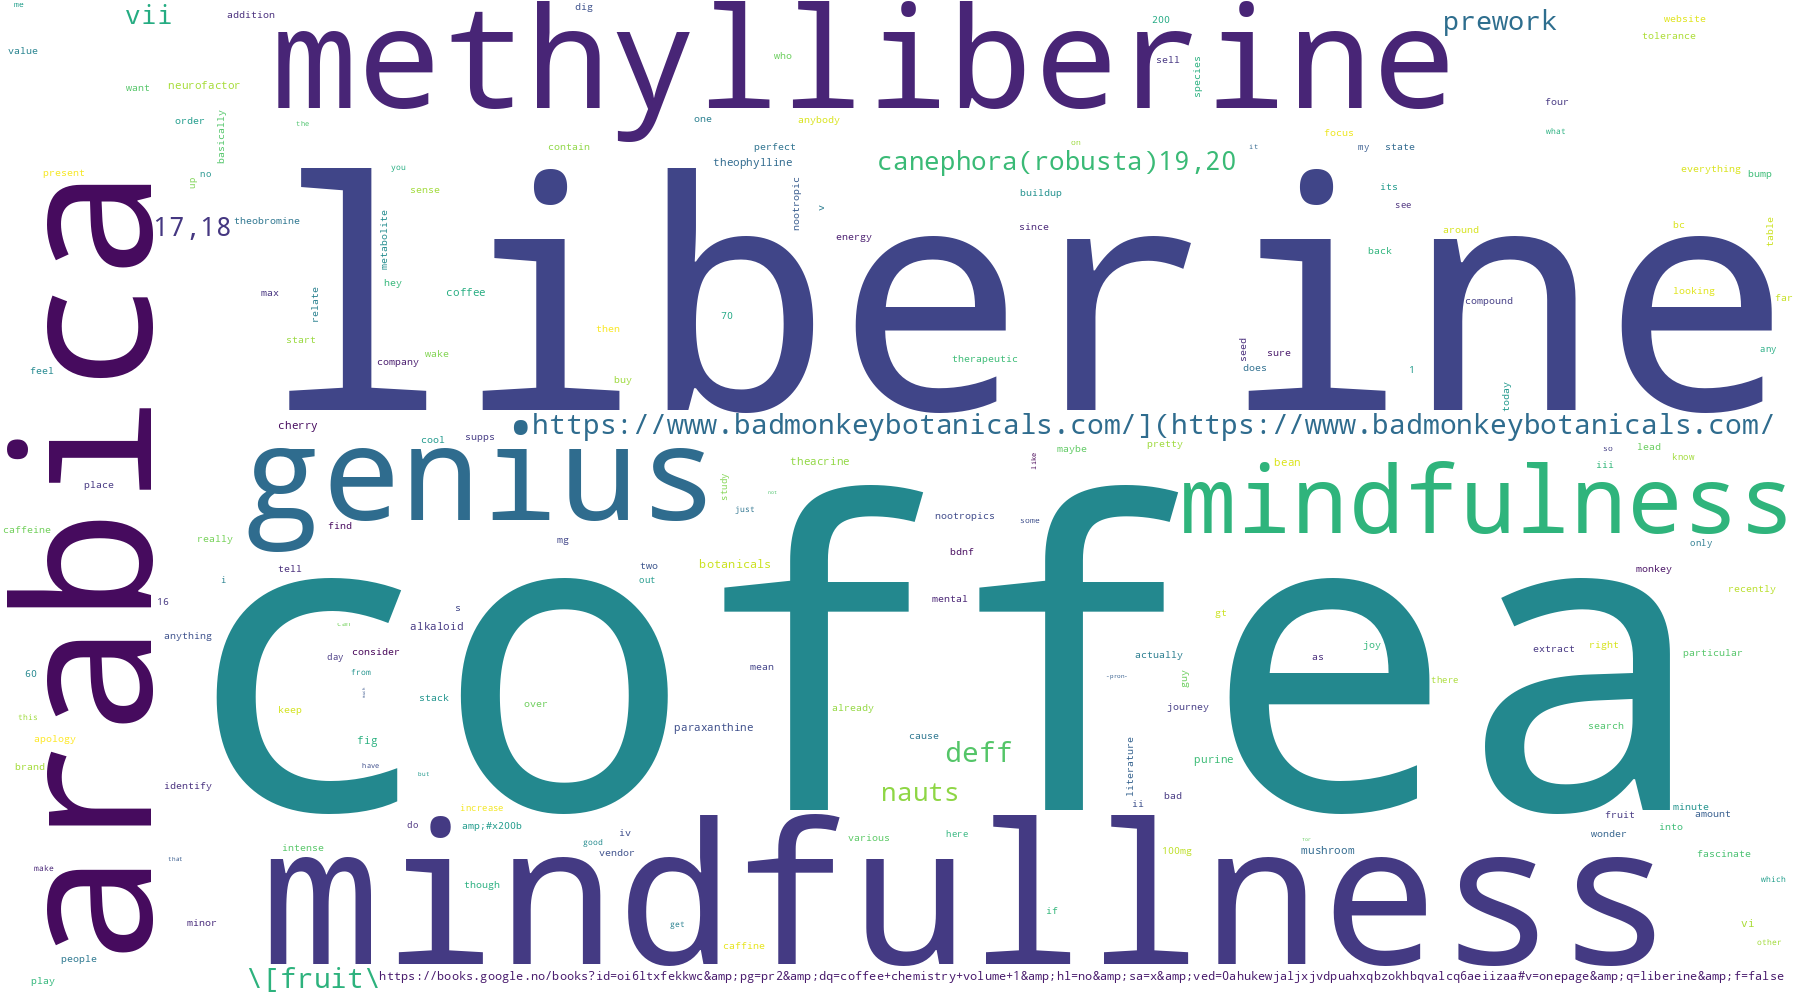 me
vii
addition
dig
methylliberine
prework
200
website
tolerance
value
who
sell
species
want
neurofactor
four
order
basically
the
one
anybody
focus
what
contain
perfect
on
it
my
state
theophylline
canephora(robusta)19,20
you
present
no
up
sense
everything
bump
its
buildup
nootropic
>
see
arabica
17,18
theobromine
metabolite
energy
since
around
bc
table
back
liberine
max
relate
hey
coffee
compound
looking
far
70
then
start
company
wake
therapeutic
seed
sure
does
any
feel
buy
1
today
cherry
https://www.badmonkeybotanicals.com/](https://www.badmonkeybotanicals.com/
cool
supps
genius
maybe
pretty
so
lead
like
theacrine
bean
iii
know
place
study
mindfulness
just
nootropics
some
caffeine
find
really
mg
bdnf
only
tell
two
botanicals
monkey
i
out
coffea
16
s
mental
gt
recently
alkaloid
anything
day
consider
actually
as
joy
extract
right
particular
60
from
mean
-pron-
guy
there
keep
stack
over
already
journey
this
paraxanthine
search
apology
fig
cause
deff
literature
purine
brand
have
but
identify
nauts
ii
bad
increase
minute
fruit
amount
do
amp;#x200b
iv
various
here
wonder
into
intense
good
vendor
100mg
mushroom
fascinate
that
make
though
which
mindfullness
minor
get
if
vi
caffine
other
people
play
\[fruit\
https://books.google.no/books?id=oi6ltxfekkwc&amp;pg=pr2&amp;dq=coffee+chemistry+volume+1&amp;hl=no&amp;sa=x&amp;ved=0ahukewjaljxjvdpuahxqbzokhbqvalcq6aeiizaa#v=onepage&amp;q=liberine&amp;f=false